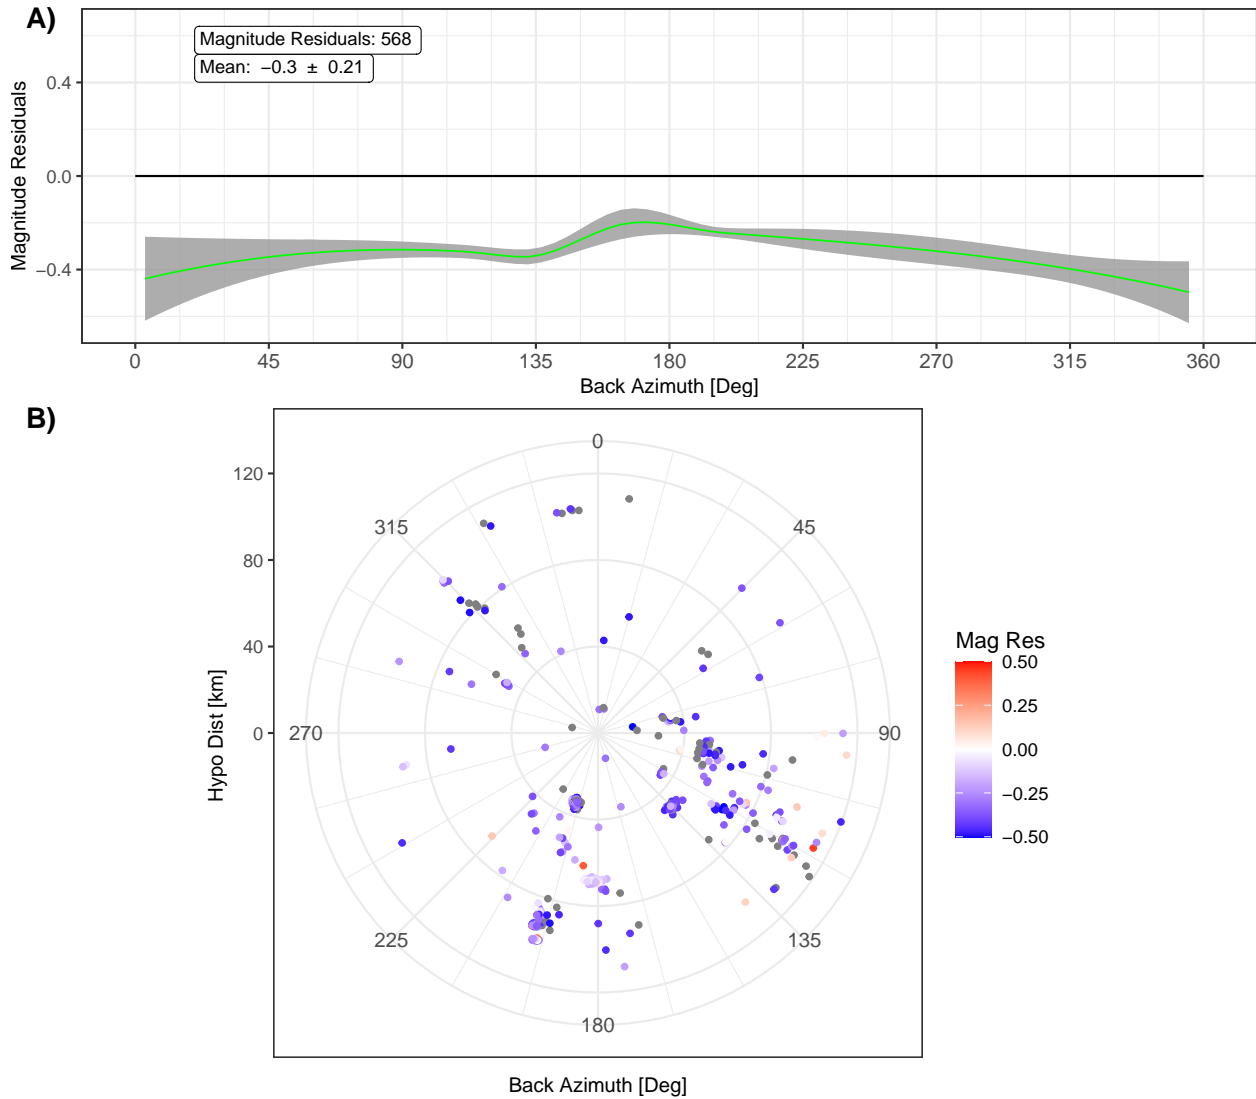 A)
Magnitude Residuals: 568
Mean: −0.3 ± 0.21
Magnitude Residuals
0.4
0.0
−0.4
0 45 90 135 180 225 270 315 360
Back Azimuth [Deg]
B)
Hypo Dist [km]
120
80
40
0
0
45
90
135
180
225
270
315
Back Azimuth [Deg]
Mag Res
0.50
0.25
0.00
−0.25
−0.50